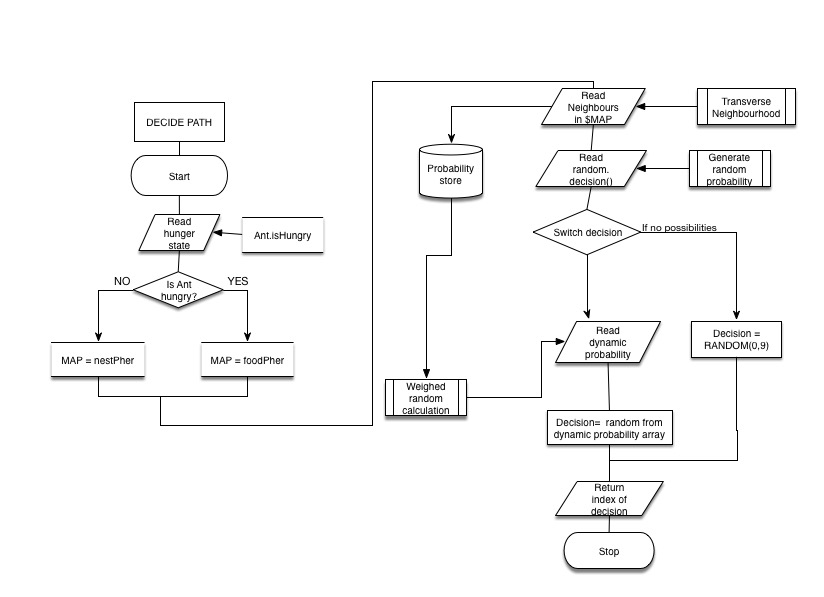 DECIDE PATH
Start
Read
hunger
state
Ant.isHungry
Is Ant
hungry?
NO
YES
MAP = nestPher
MAP = foodPher
Read
Neighbours
in $MAP
Transverse
Neighbourhood
Probability
store
Read
random.
decision()
Generate
random
probability
Switch decision
If no possibilities
Read
dynamic
probability
Decision =
RANDOM(0,9)
Weighed
random
calculation
Decision= random from
dynamic probability array
Return
index of
decision
Stop